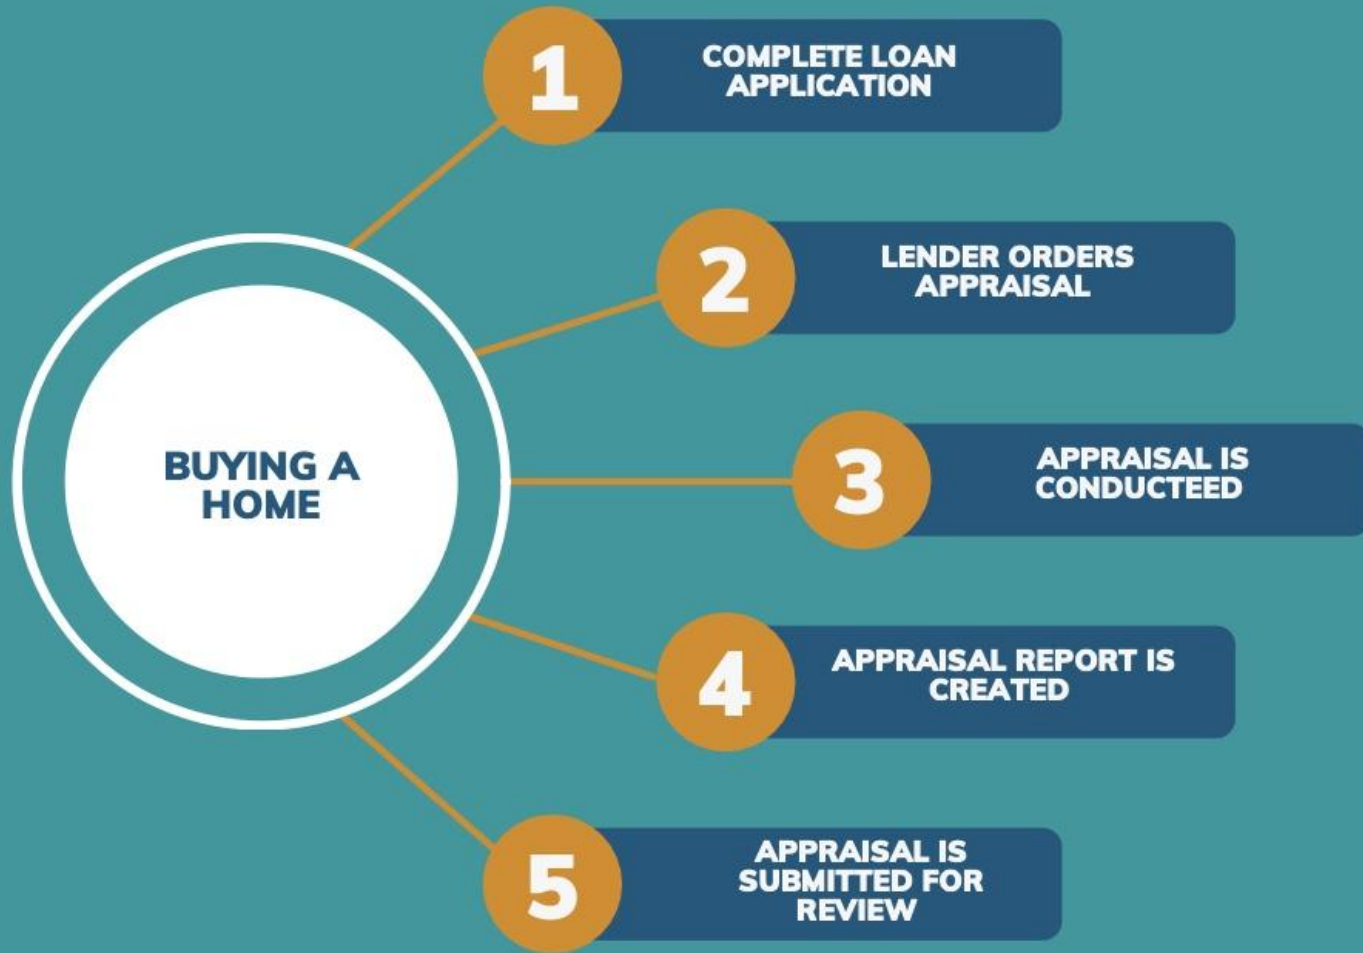 BUYING A
HOME
1
COMPLETE LOAN
APPLICATION
2
LENDER ORDERS
APPRAISAL
3
APPRAISAL IS
CONDUCTEED
4
APPRAISAL REPORT IS
CREATED
5
APPRAISAL IS
SUBMITTED FOR
REVIEW